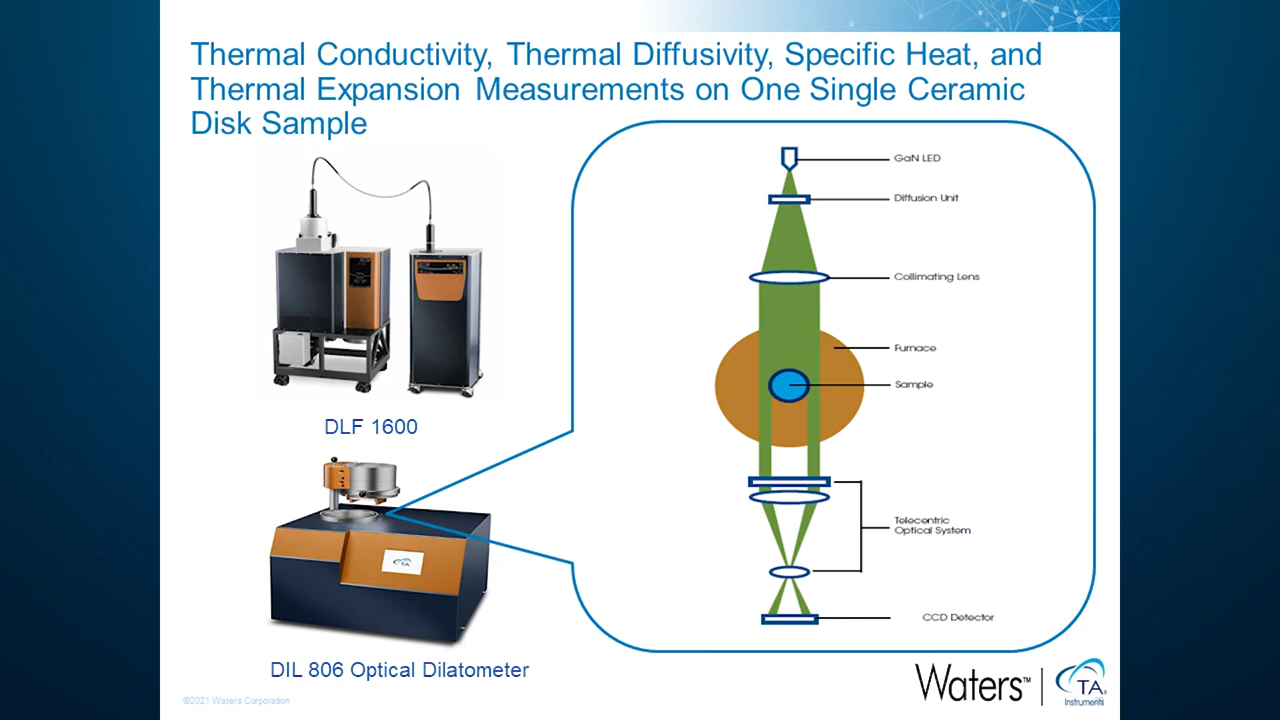 Thermal Conductivity, Thermal Diffusivity, Specific Heat, and
Thermal Expansion Measurements on One Single Ceramic
Disk Sample
GaN LED
Diffusion Unit
Collimating Lens
Furnace
Sample
Telecentric
Optical System
CCD Detector
DLF 1600
TA
DIL 806 Optical Dilatometer
©2021 Waters Corporation
Waters™
TA
Instruments